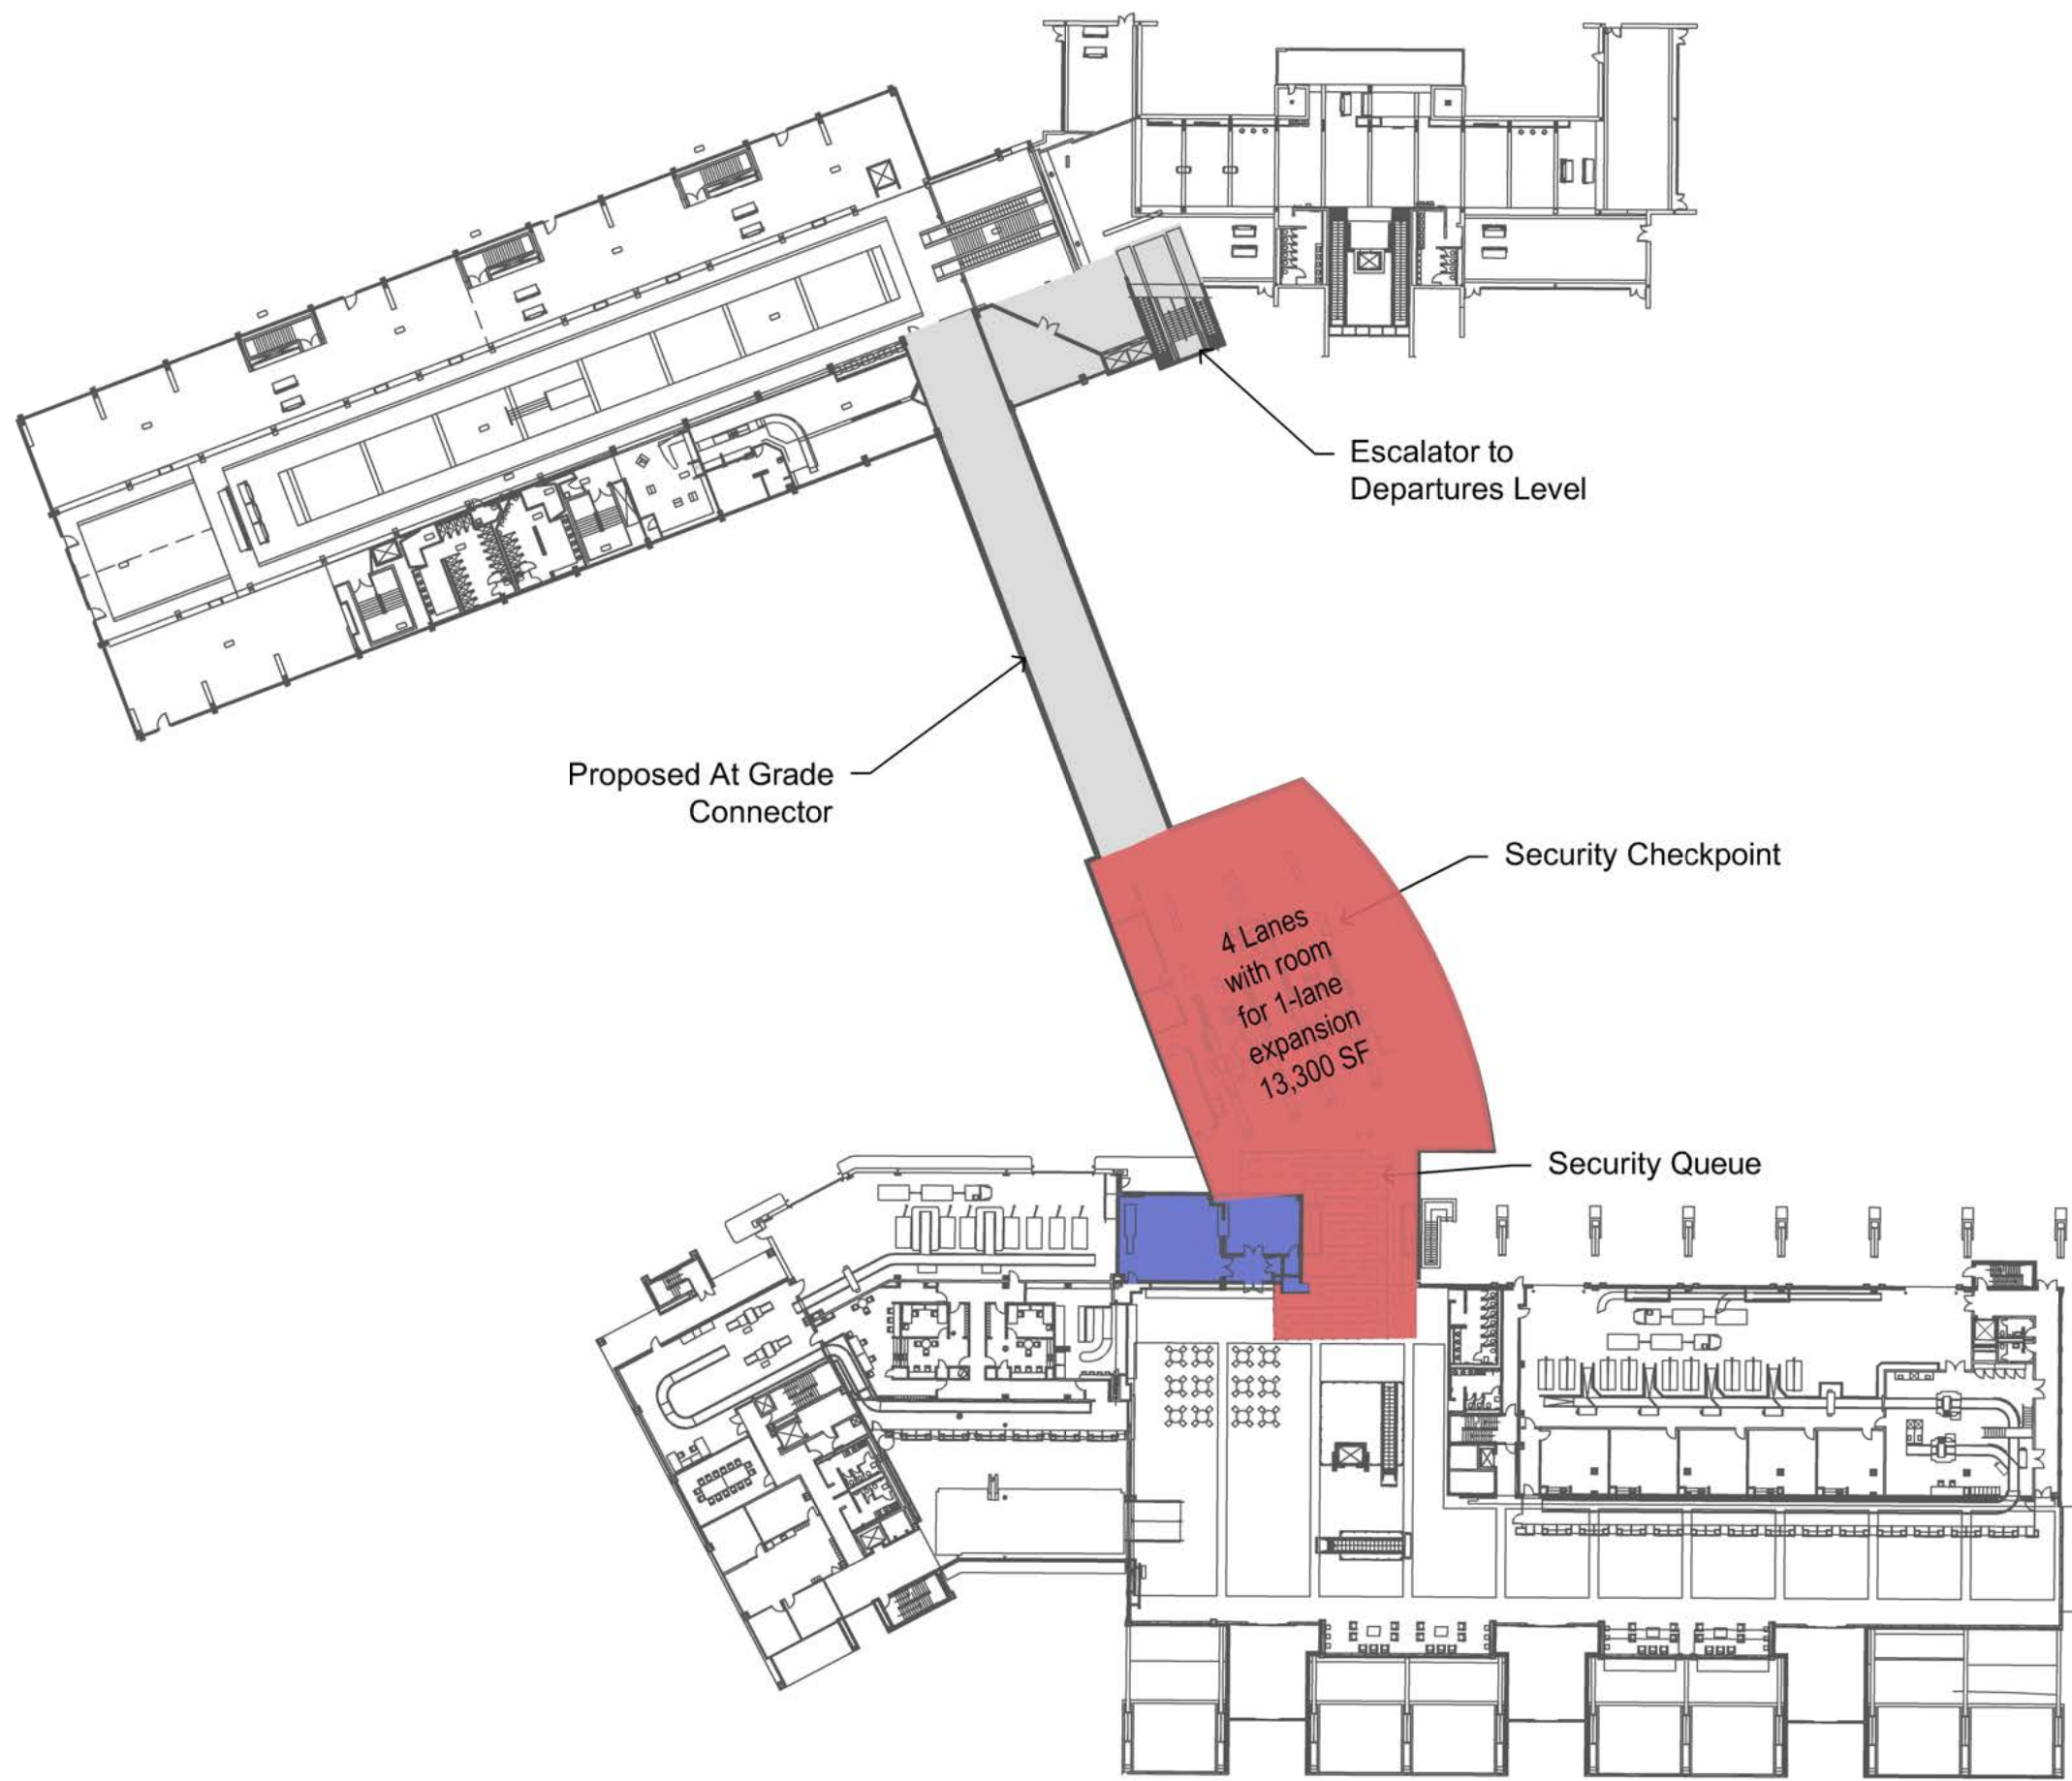 Escalator to
Departures Level
Proposed At Grade
Connector
Security Checkpoint
4 Lanes
with room
for 1-lane
expansion
13,300 SF
Security Queue